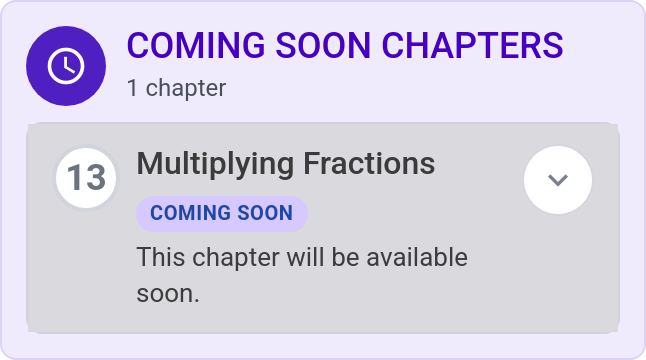 COMING SOON CHAPTERS
1 chapter
13
Multiplying Fractions
COMING SOON
This chapter will be available
soon.